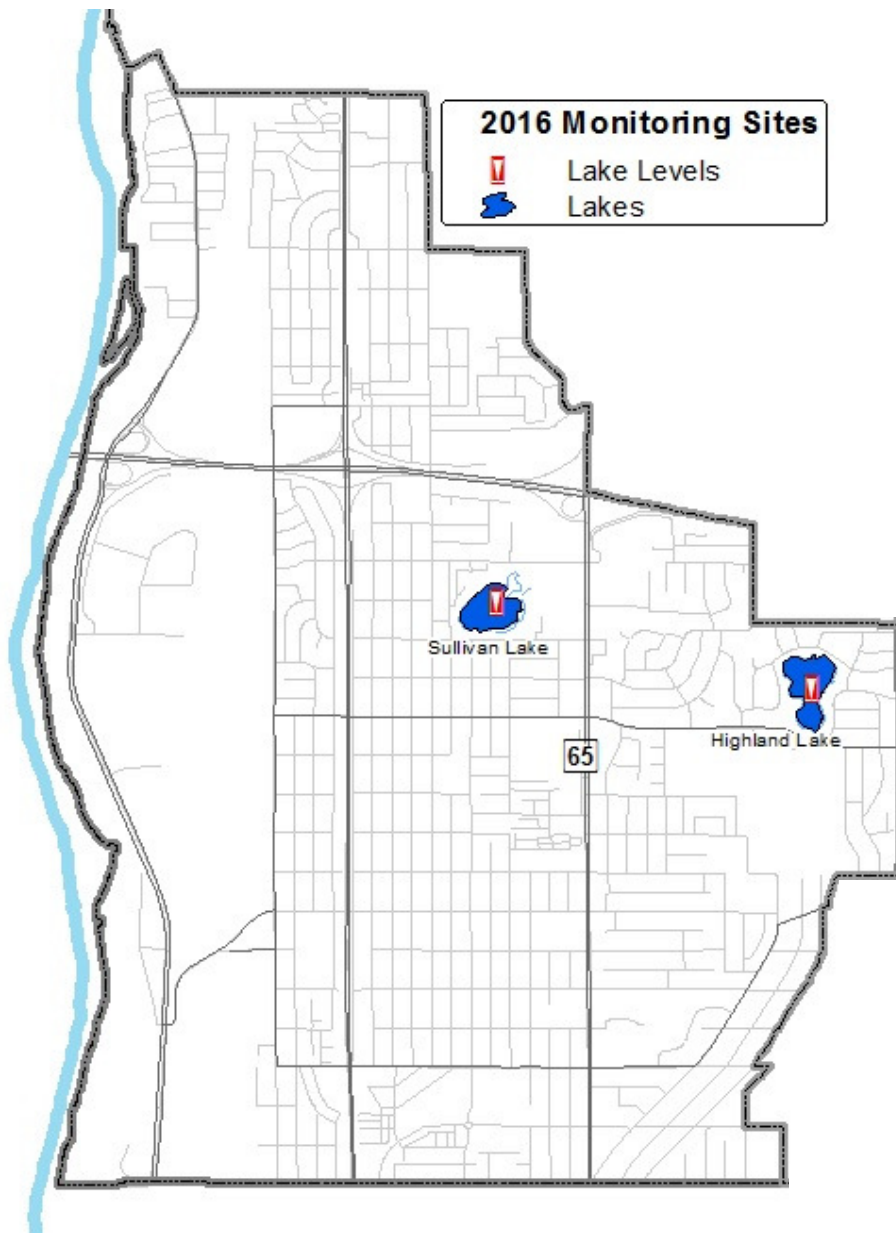 2016 Monitoring Sites
Lake Levels
Lakes
Sullivan Lake
Highland Lake
65